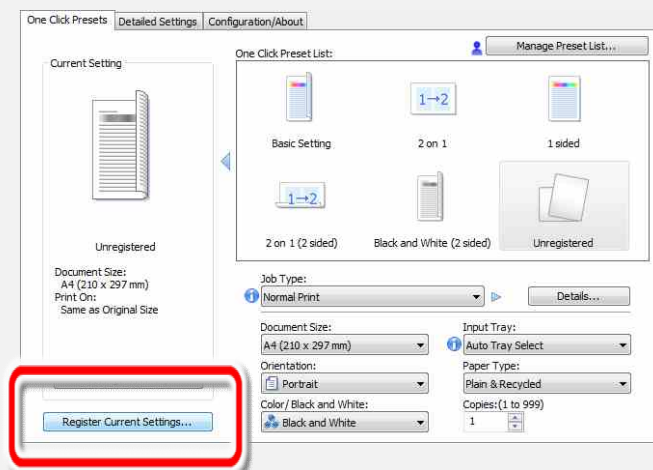 One Click Presets
Detailed Settings
Configuration/About
Current Setting
Unregistered
Document Size:
A4 (210 x 297 mm)
Print On:
Same as Original Size
Register Current Settings...
One Click Preset List:
Manage Preset List...
Basic Setting
1→2
2 on 1
1 sided
1→2
2 on 1 (2 sided)
Black and White (2 sided)
Unregistered
Job Type:
Normal Print
Details...
Document Size:
A4 (210 x 297 mm)
Input Tray:
Auto Tray Select
Orientation:
Portrait
Paper Type:
Plain & Recycled
Color/ Black and White:
Black and White
Copies:(1 to 999)
1